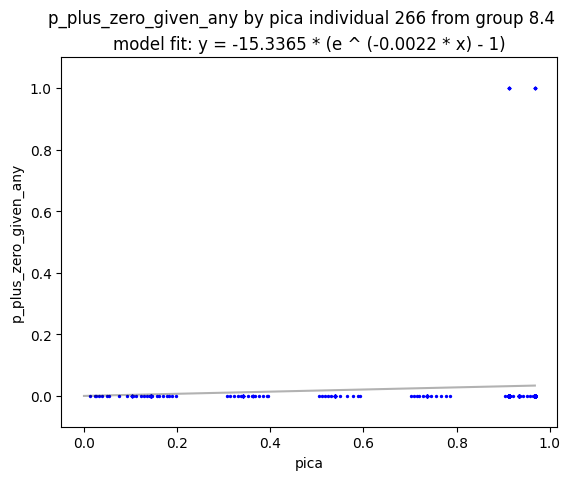 p_plus_zero_given_any by pica individual 266 from group 8.4
model fit: y = -15.3365 * (e ^ (-0.0022 * x) - 1)
1.0
0.8
0.6
0.4
0.2
0.0
p_plus_zero_given_any
0.0 0.2 0.4 0.6 0.8 1.0
pica